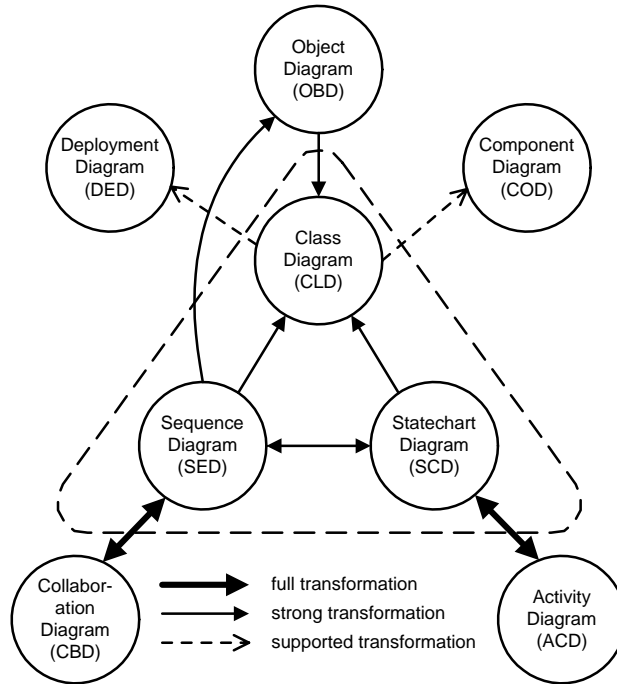 Object
Diagram
(OBD)
Deployment
Diagram
(DED)
Component
Diagram
(COD)
Class
Diagram
(CLD)
Sequence
Diagram
(SED)
Statechart
Diagram
(SCD)
Collabor-
ation
Diagram
(CBD)
full transformation
strong transformation
supported transformation
Activity
Diagram
(ACD)